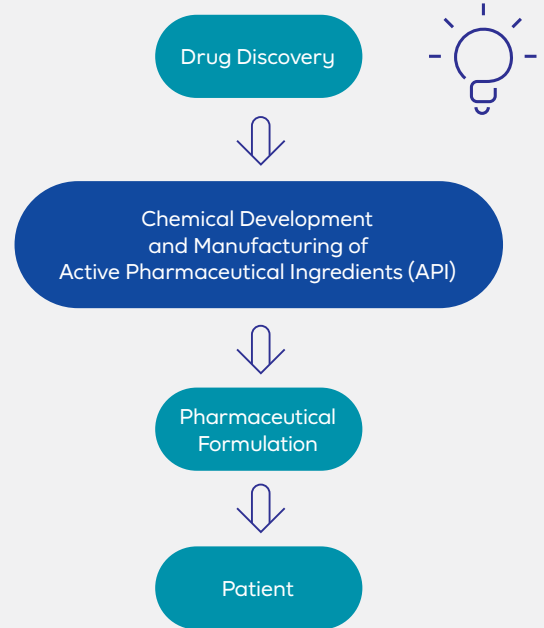 Drug Discovery
Chemical Development
and Manufacturing of
Active Pharmaceutical Ingredients (API)
Pharmaceutical
Formulation
Patient